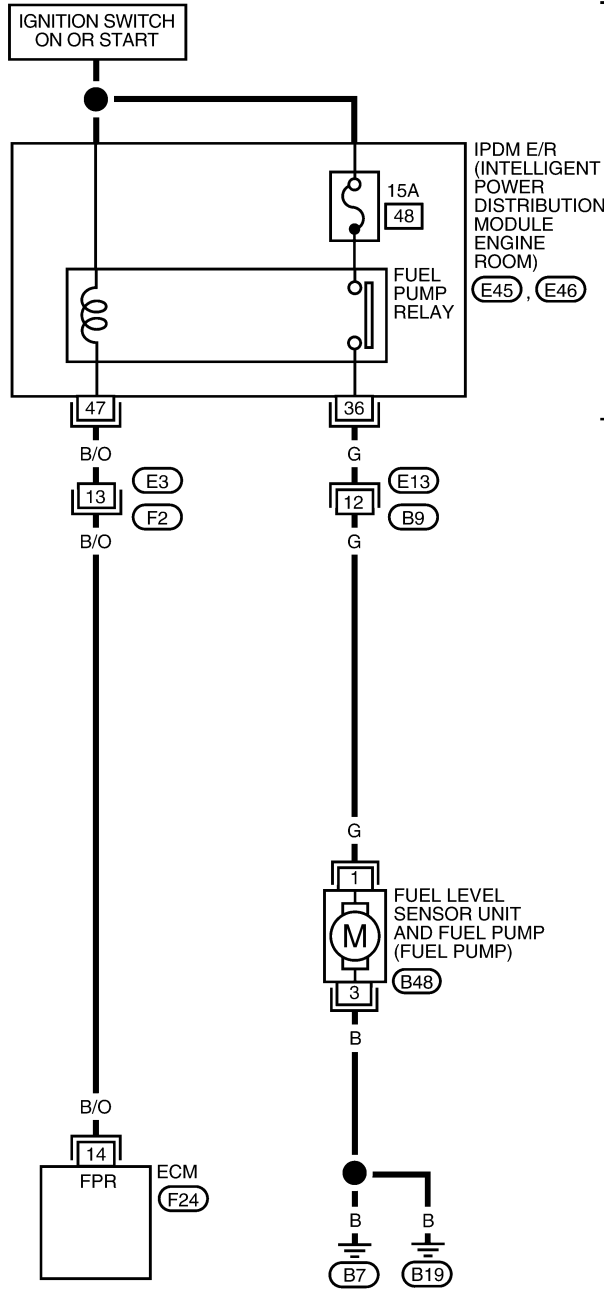 IGNITION SWITCH
ON OR START
IPDM E/R
(INTELLIGENT
POWER
DISTRIBUTION
MODULE
ENGINE
ROOM)
E45 , E46
15A
48
FUEL
PUMP
RELAY
47
36
B/O
G
13
E3
F2
12
E13
B9
B/O
G
G
1
FUEL LEVEL
SENSOR UNIT
AND FUEL PUMP
(FUEL PUMP)
M
B48
3
B
B/O
14
FPR
ECM
F24
B
B
B7
B19